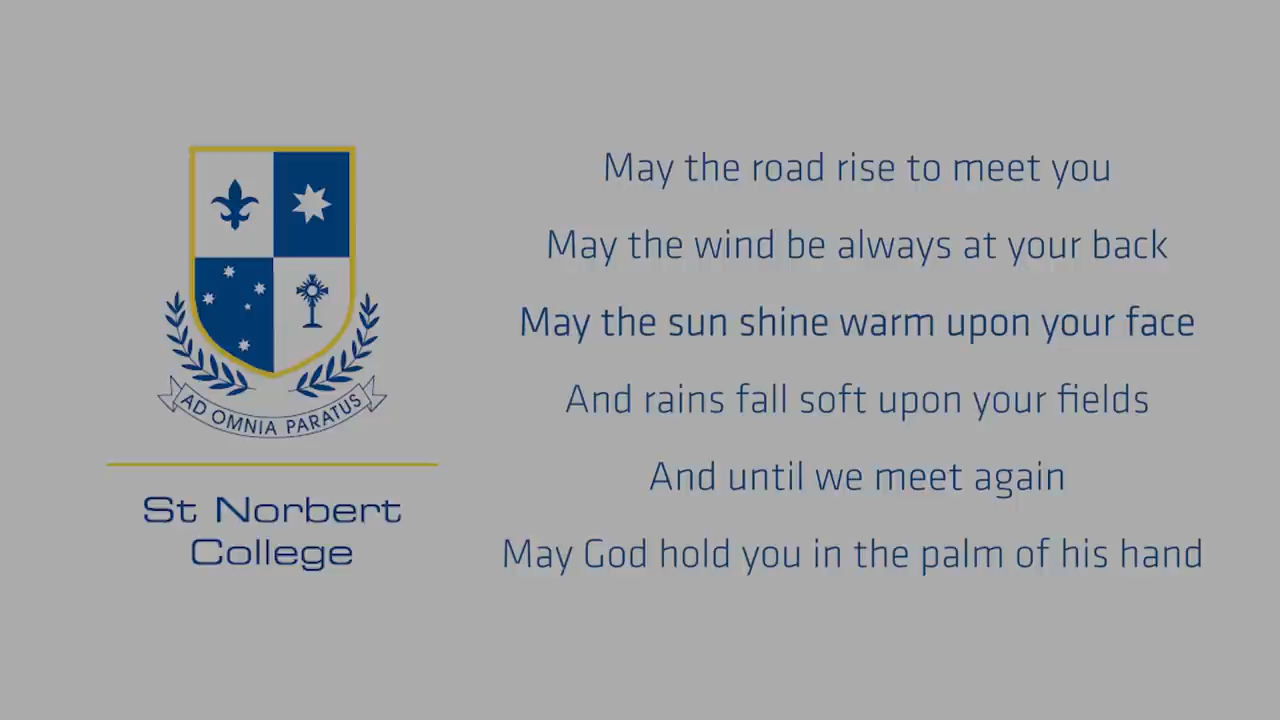 AD OMNIA PARATUS
St Norbert
College
May the road rise to meet you
May the wind be always at your back
May the sun shine warm upon your face
And rains fall soft upon your fields
And until we meet again
May God hold you in the palm of his hand